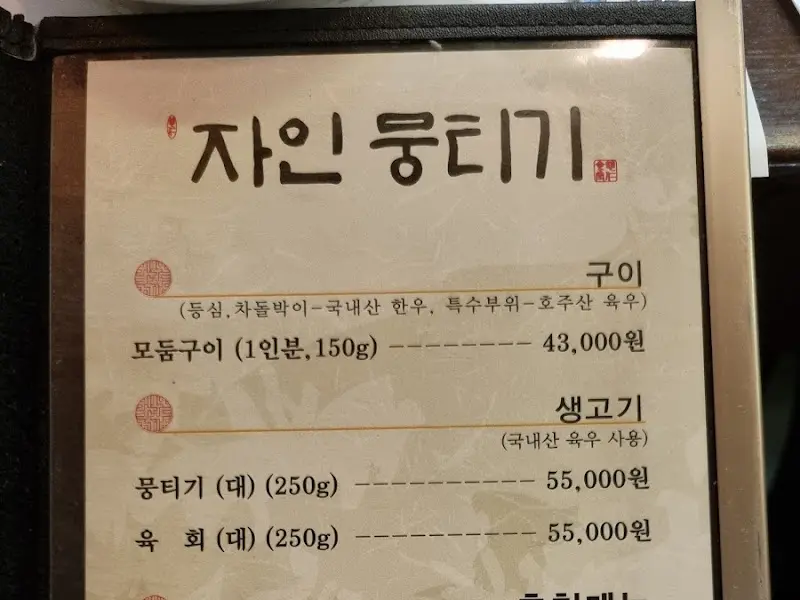 자인 뭉티기
구이
(등심,차돌박이-국내산 한우, 특수부위-호주산 육우)
모둠구이 (1인분,150g) --------- 43,000원
생고기
(국내산 육우 사용)
뭉티기 (대) (250g) ----------- 55,000원
육 회 (대) (250g) ----------- 55,000원